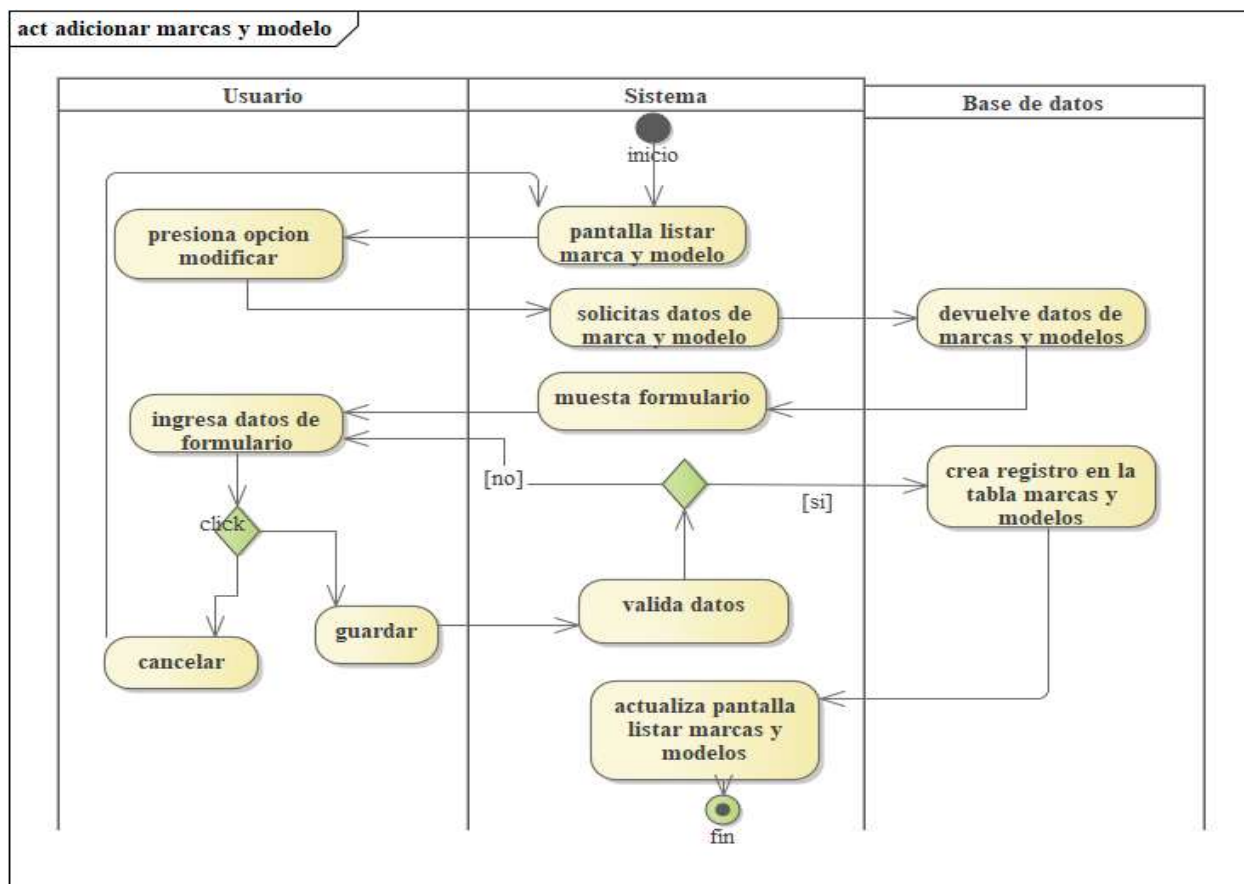 act adicionar marcas y modelo
Usuario
Sistema
Base de datos
inicio
presiona opcion
modificar
pantalla listar
marca y modelo
solicitas datos de
marca y modelo
devuelve datos de
marcas y modelos
muesta formulario
ingresa datos de
formulario
[no]
[si]
crea registro en la
tabla marcas y
modelos
click
valida datos
guardar
cancelar
actualiza pantalla
listar marcas y
modelos
fin